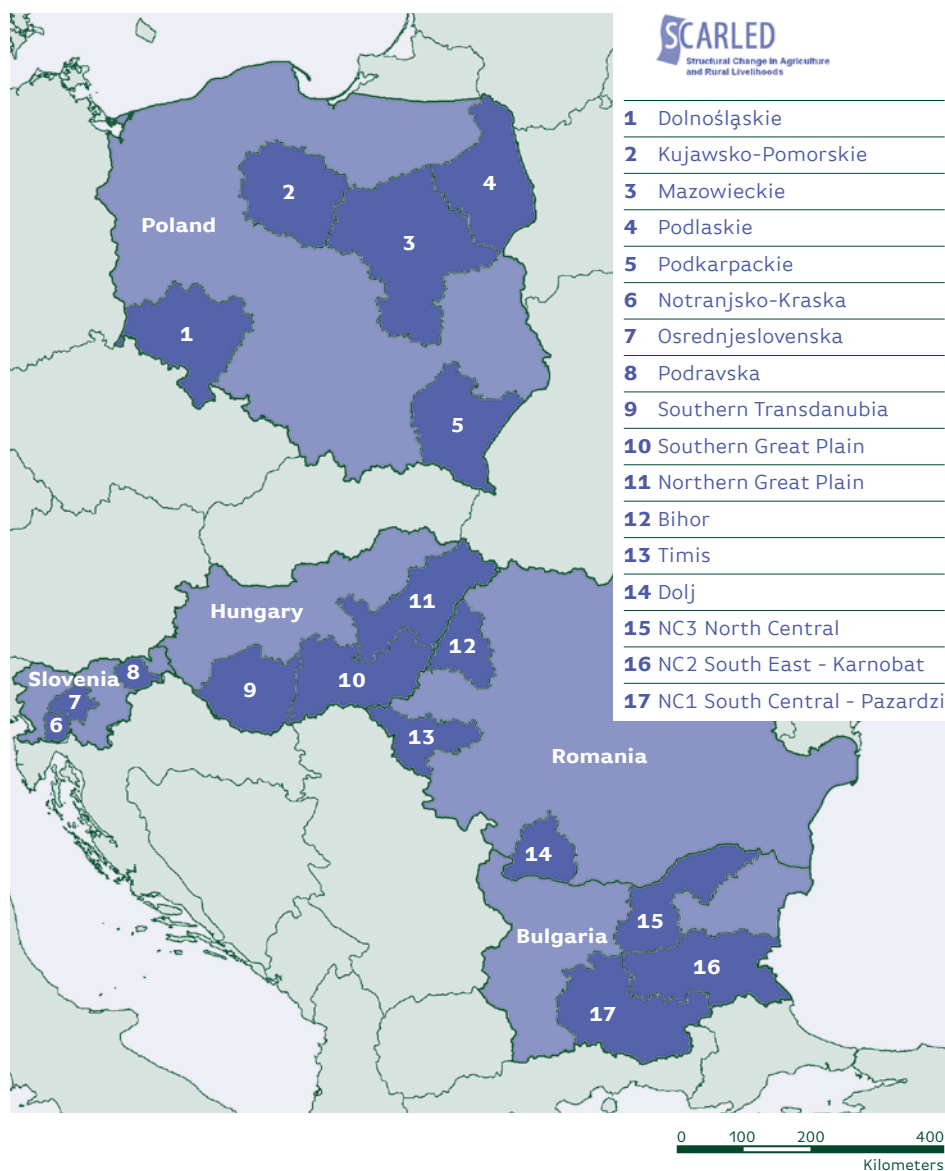 SCARLED
Structural Change in Agriculture
and Rural Livelihoods
1 Dolnośląskie
2 Kujawsko-Pomorskie
3 Mazowieckie
4 Podlaskie
5 Podkarpackie
6 Notranjsko-Kraska
7 Osrednjeslovenska
8 Podravska
9 Southern Transdanubia
10 Southern Great Plain
11 Northern Great Plain
12 Bihor
13 Timis
14 Dolj
15 NC3 North Central
16 NC2 South East - Karnobat
17 NC1 South Central - Pazardzi
2
4
Poland
3
1
5
Hungary
11
12
Slovenia
8
10
9
7
6
13
Romania
14
15
Bulgaria
16
17
0 100 200 400
Kilometers